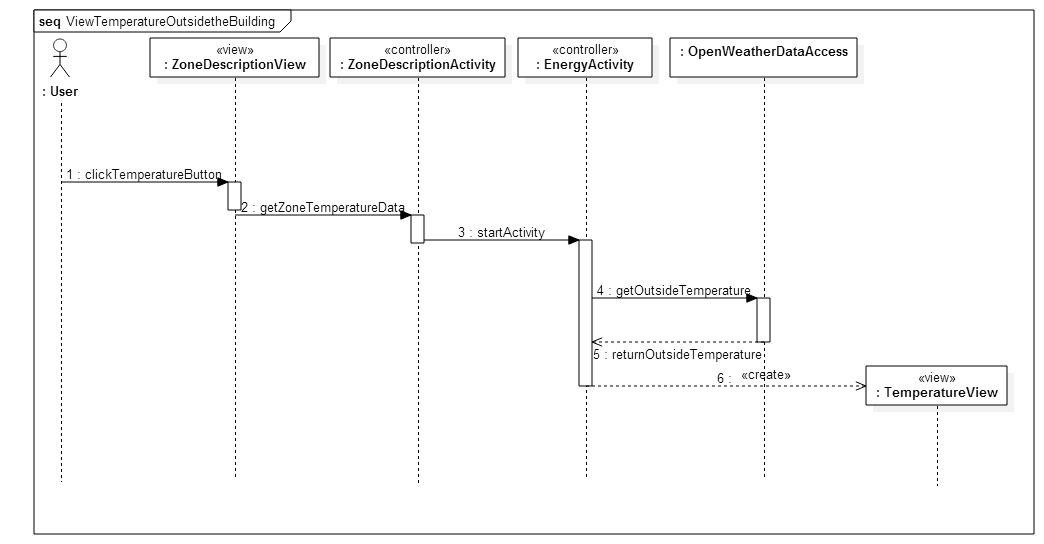 seq ViewTemperatureOutsidetheBuilding
«view»
: ZoneDescriptionView
«controller»
: ZoneDescriptionActivity
«controller»
: EnergyActivity
: OpenWeatherDataAccess
: User
1 : clickTemperatureButton
2 : getZoneTemperatureData
3 : startActivity
4 : getOutsideTemperature
5 : returnOutsideTemperature
6 : «create»
«view»
: TemperatureView